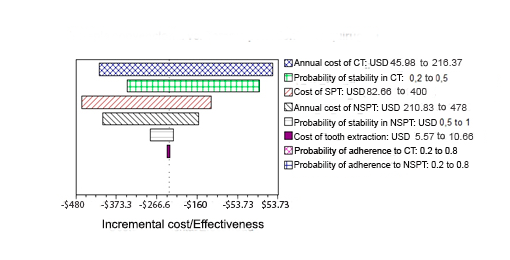 Annual cost of CT: USD 45.98 to 216.37
Probability of stability in CT: 0,2 to 0,5
Cost of SPT: USD 82.66 to 400
Annual cost of NSPT: USD 210.83 to 478
Probability of stability in NSPT: USD 0,5 to 1
Cost of tooth extraction: USD 5.57 to 10.66
Probability of adherence to CT: 0.2 to 0.8
Probability of adherence to NSPT: 0.2 to 0.8
-$480 -$373.3 -$266.6 -$160 -$53.73 $53.73
Incremental cost/Effectiveness